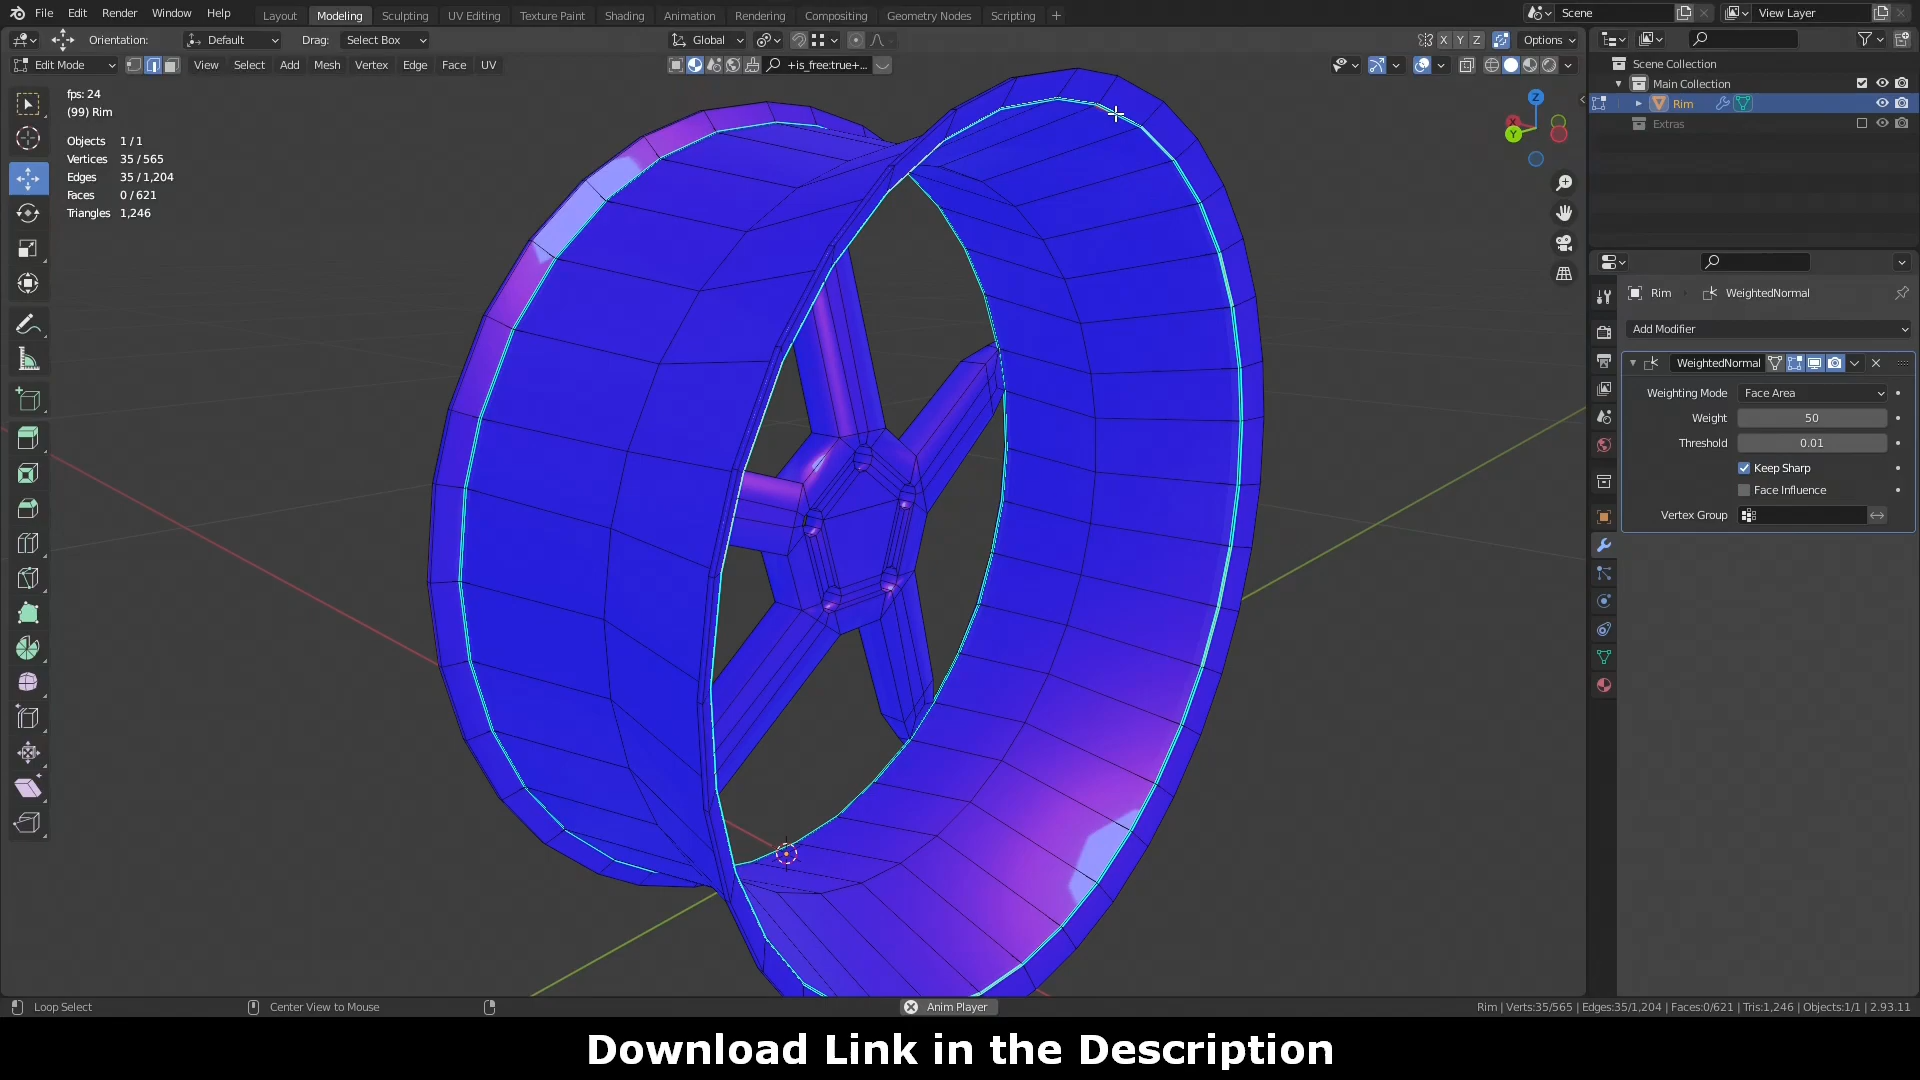 File Edit Render Window Help
Layout Modeling Sculpting UV Editing Texture Paint Shading Animation Rendering Compositing Geometry Nodes Scripting +
Scene
View Layer
Orientation: Default Drag: Select Box
Global
X Y Z Options
Edit Mode View Select Add Mesh Vertex Edge Face UV
+is_free:true+...
Scene Collection
Main Collection
Rim
Extras
fps: 24
(99) Rim
Objects 1 / 1
Vertices 35 / 565
Edges 35 / 1,204
Faces 0 / 621
Triangles 1,246
Z
Y
X
Rim WeightedNormal
Add Modifier
WeightedNormal
Weighting Mode Face Area
Weight 50
Threshold 0.01
Keep Sharp
Face Influence
Vertex Group
Loop Select
Center View to Mouse
Anim Player
Rim | Verts:35/565 | Edges:35/1,204 | Faces:0/621 | Tris:1,246 | Objects:1/1 | 2.93.11
Download Link in the Description